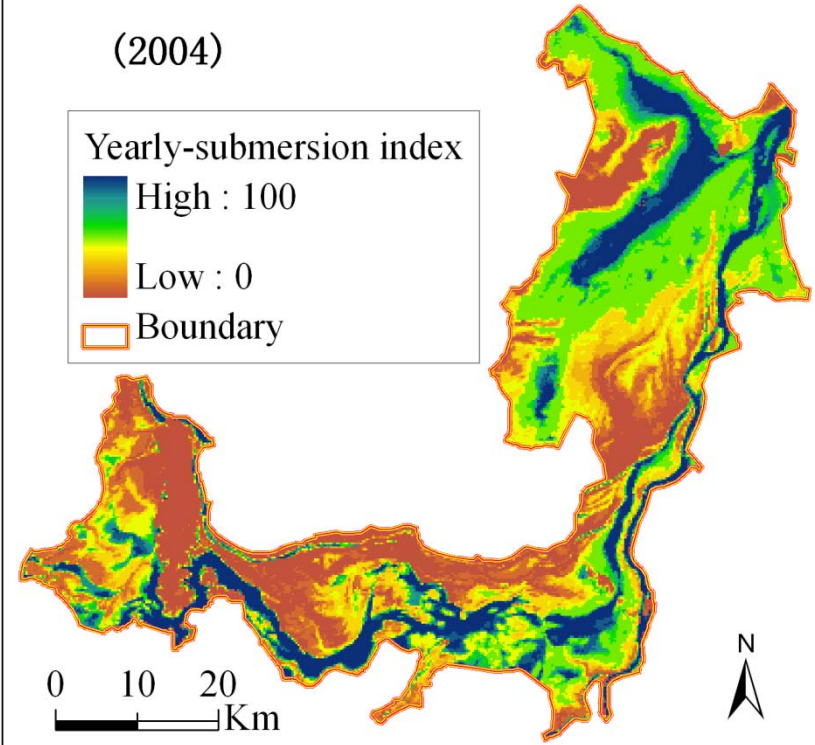 (2004)
Yearly-submersion index
High : 100
Low : 0
Boundary
N
0 10 20
Km